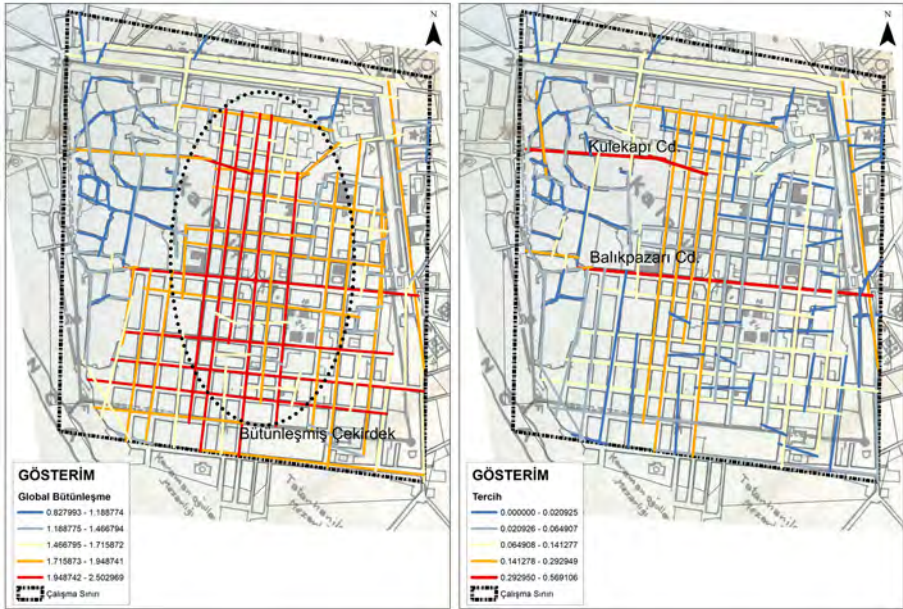 N
Bütünleşmiş Çekirdek
GÖSTERİM
Global Bütünleşme
0.827993 - 1.188774
1.188775 - 1.466794
1.466795 - 1.715872
1.715873 - 1.948741
1.948742 - 2.502969
Çalışma Sınırı
N
Kulekapı Cd.
Balıkpazarı Cd.
GÖSTERİM
Tercih
0.000000 - 0.020925
0.020926 - 0.064907
0.064908 - 0.141277
0.141278 - 0.292949
0.292950 - 0.569106
Çalışma Sınırı